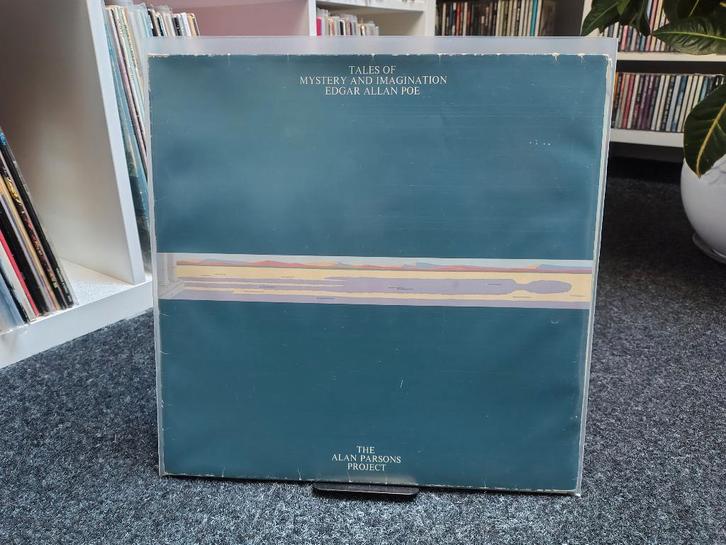 TALES OF
MYSTERY AND IMAGINATION
EDGAR ALLAN POE
THE
ALAN PARSONS
PROJECT